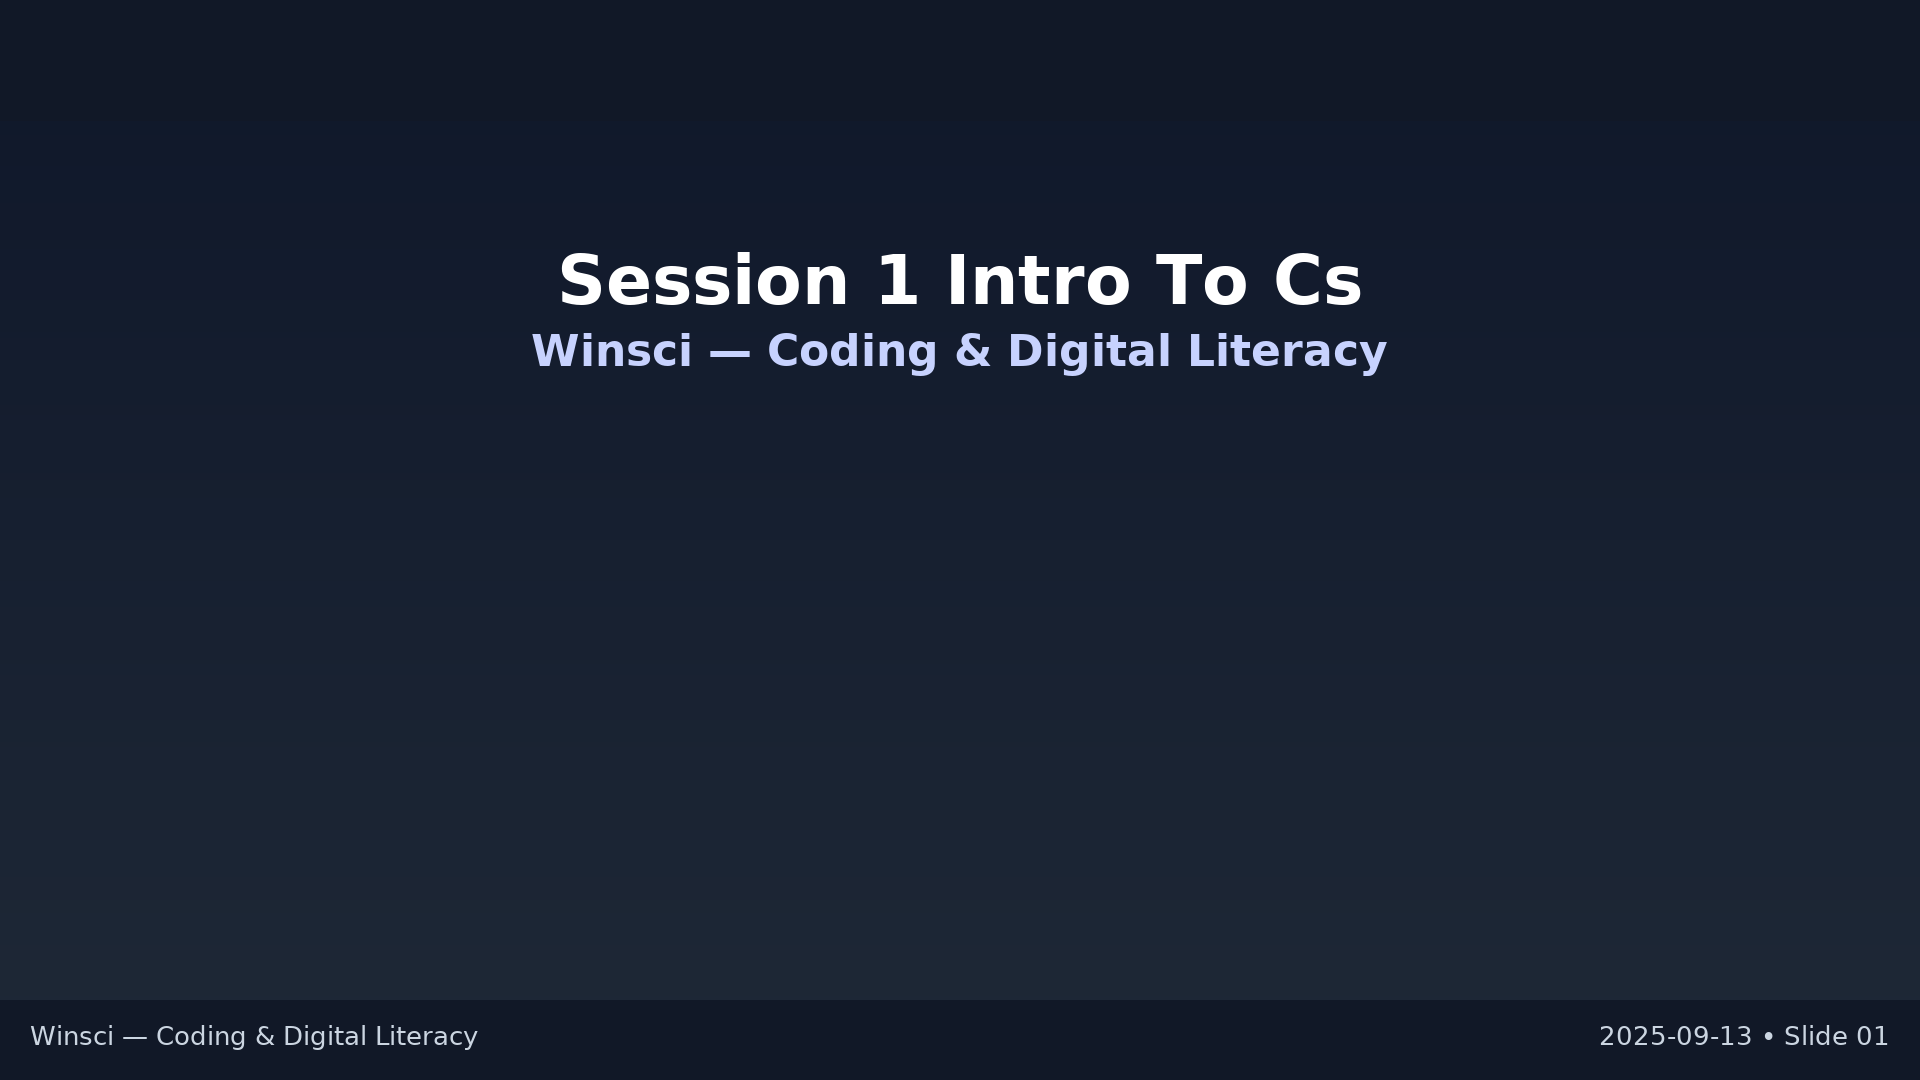 Session 1 Intro To Cs
Winsci — Coding & Digital Literacy
Winsci — Coding & Digital Literacy
2025-09-13 • Slide 01